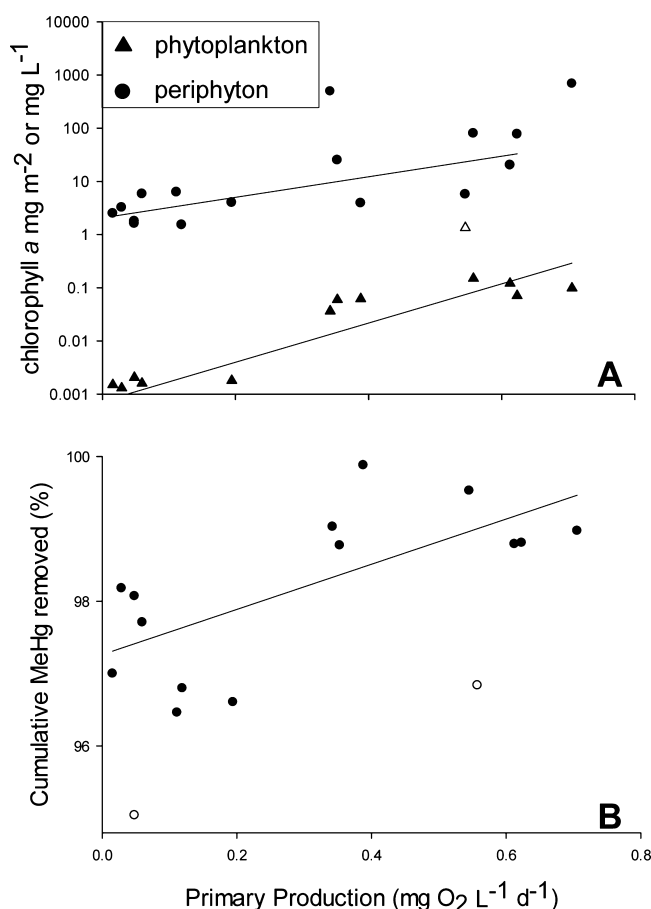 10000
phytoplankton
1000
periphyton
100
10
1
0.1
0.01
0.001
chlorophyll a mg m-2 or mg L-1
A
100
98
96
Cumulative MeHg removed (%)
B
0.0 0.2 0.4 0.6 0.8
Primary Production (mg O2 L-1 d-1)